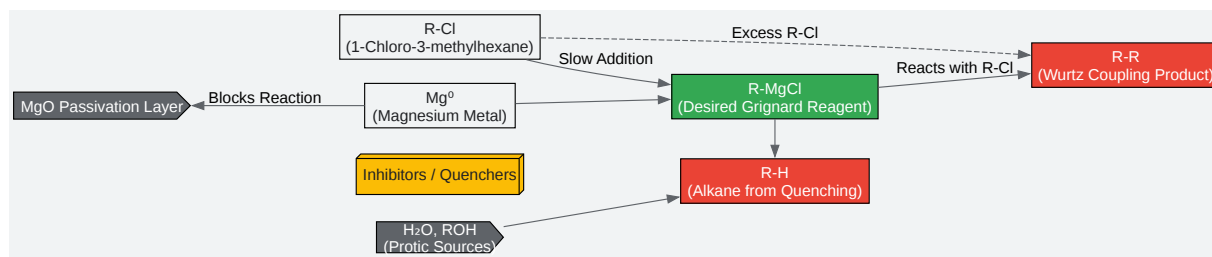 R-Cl
(1-Chloro-3-methylhexane)
Excess R-Cl
R-R
(Wurtz Coupling Product)
Slow Addition
Reacts with R-Cl
MgO Passivation Layer
Blocks Reaction
Mg⁰
(Magnesium Metal)
R-MgCl
(Desired Grignard Reagent)
Inhibitors / Quenchers
R-H
(Alkane from Quenching)
H₂O, ROH
(Protic Sources)